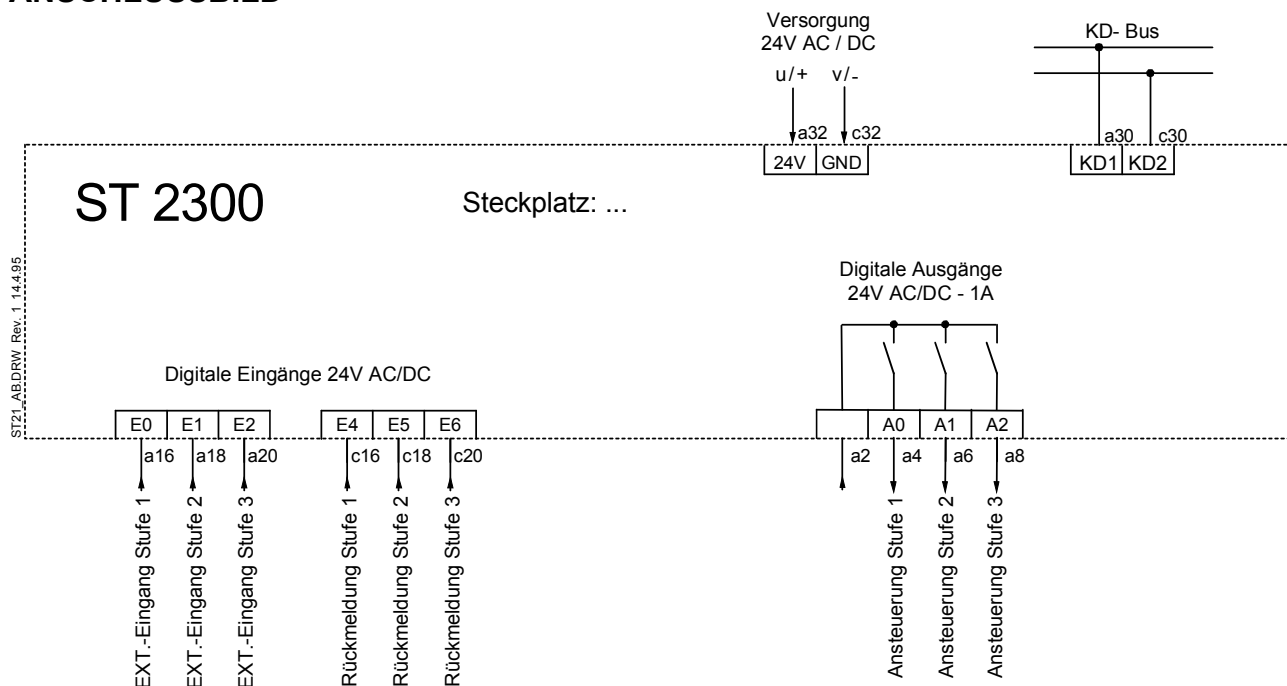 ANSCHLUSSBILD
Versorgung
24V AC / DC
u/+ v/-
KD- Bus
a32 c32
a30 c30
24V GND
KD1 KD2
ST 2300
Steckplatz: ...
ST21_AB.DRW Rev. 1 14.4.95
Digitale Ausgänge
24V AC/DC - 1A
Digitale Eingänge 24V AC/DC
E0 E1 E2 E4 E5 E6
A0 A1 A2
a16 a18 a20 c16 c18 c20
a2 a4 a6 a8
EXT.-Eingang Stufe 1
EXT.-Eingang Stufe 2
EXT.-Eingang Stufe 3
Rückmeldung Stufe 1
Rückmeldung Stufe 2
Rückmeldung Stufe 3
Ansteuerung Stufe 1
Ansteuerung Stufe 2
Ansteuerung Stufe 3